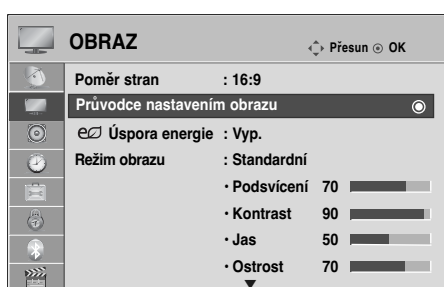 OBRAZ Přesun OK
Poměr stran : 16:9
Průvodce nastavením obrazu
Úspora energie : Vyp.
Režim obrazu : Standardní
• Podsvícení 70
• Kontrast 90
• Jas 50
• Ostrost 70